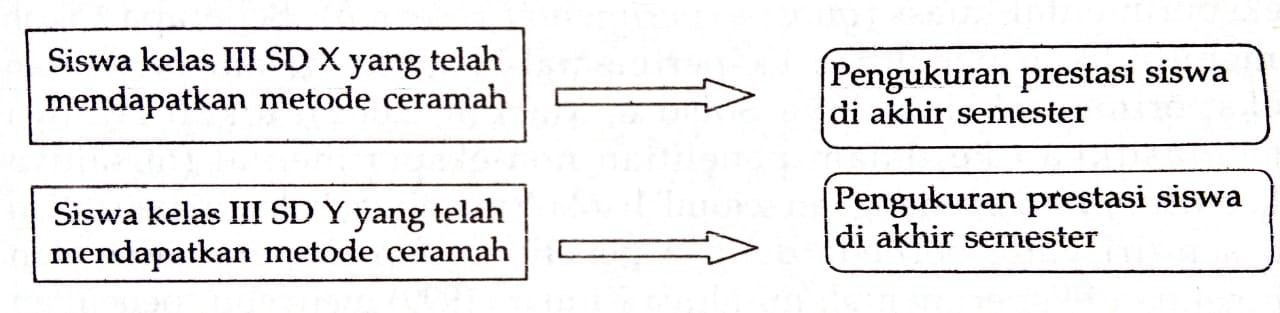 Siswa kelas III SD X yang telah
mendapatkan metode ceramah
Pengukuran prestasi siswa
di akhir semester
Siswa kelas III SD Y yang telah
mendapatkan metode ceramah
Pengukuran prestasi siswa
di akhir semester